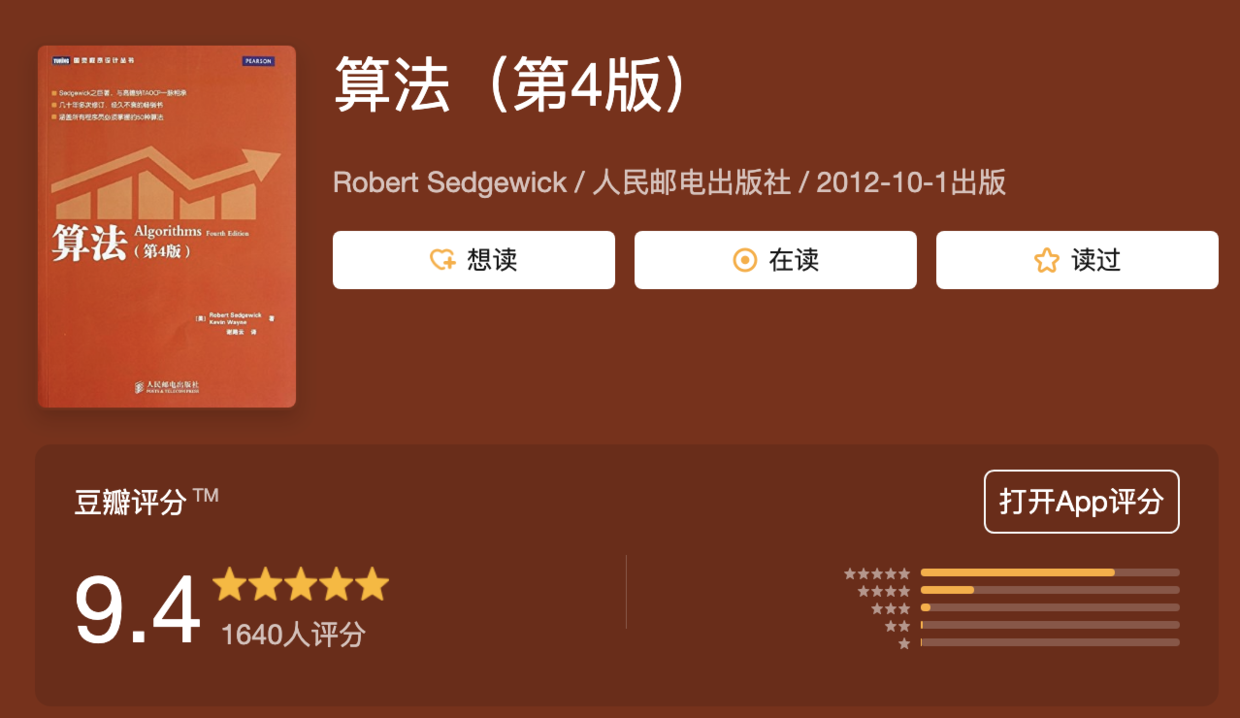 TURING 图灵程序设计丛书
PEARSON
Sedgewick之巨著，与高德纳TAOCP一脉相承
几十年多次修订，经久不衰的畅销书
涵盖所有程序员必须掌握的50种算法
算法
Algorithms Fourth Edition
（第4版）
［美］ Robert Sedgewick
Kevin Wayne 著
谢路云 译
人民邮电出版社
POSTS & TELECOM PRESS
算法（第4版）
Robert Sedgewick / 人民邮电出版社 / 2012-10-1出版
想读
在读
读过
豆瓣评分 TM
打开App评分
9.4
1640人评分